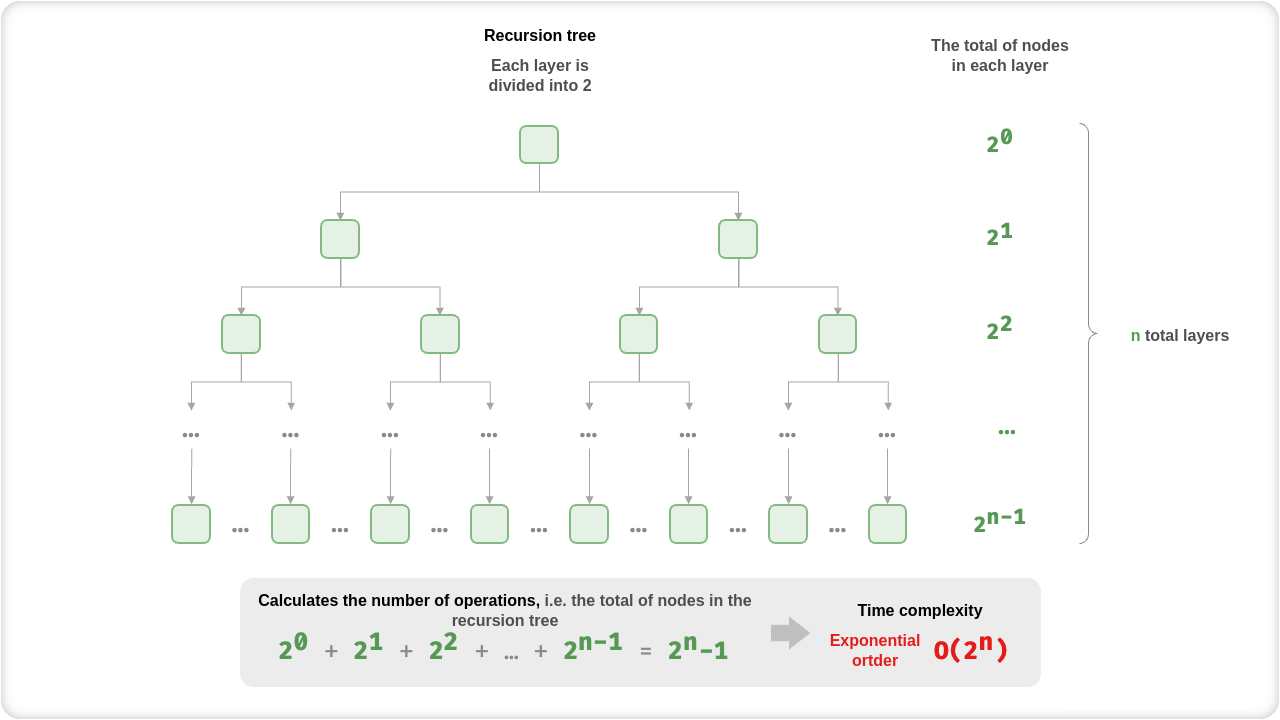 Recursion tree
Each layer is
divided into 2
The total of nodes
in each layer
2^0
2^1
2^2
...
2^n-1
n total layers
... ... ... ... ... ... ... ...
... ... ... ... ... ... ...
Calculates the number of operations, i.e. the total of nodes in the
recursion tree
2^0 + 2^1 + 2^2 + ... + 2^n-1 = 2^n-1
Time complexity
Exponential
ortder
O(2^n)